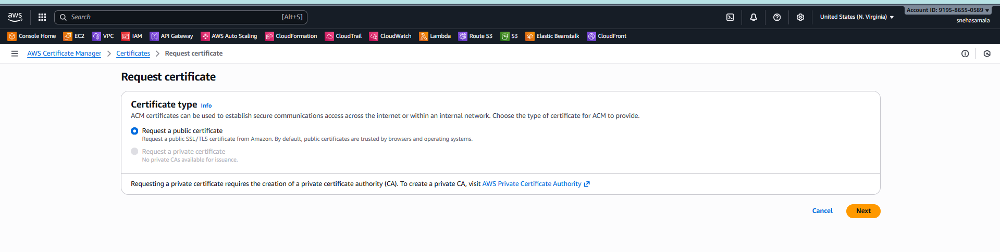 aws
Search [Alt+S]
United States (N. Virginia)
Account ID: 9195-8655-0589
snehasamala
Console Home EC2 VPC IAM API Gateway AWS Auto Scaling CloudFormation CloudTrail CloudWatch Lambda Route 53 S3 Elastic Beanstalk CloudFront
AWS Certificate Manager Certificates Request certificate
Request certificate
Certificate type Info
ACM certificates can be used to establish secure communications access across the internet or within an internal network. Choose the type of certificate for ACM to provide.
Request a public certificate
Request a public SSL/TLS certificate from Amazon. By default, public certificates are trusted by browsers and operating systems.
Request a private certificate
No private CAs available for issuance.
Requesting a private certificate requires the creation of a private certificate authority (CA). To create a private CA, visit AWS Private Certificate Authority
Cancel Next